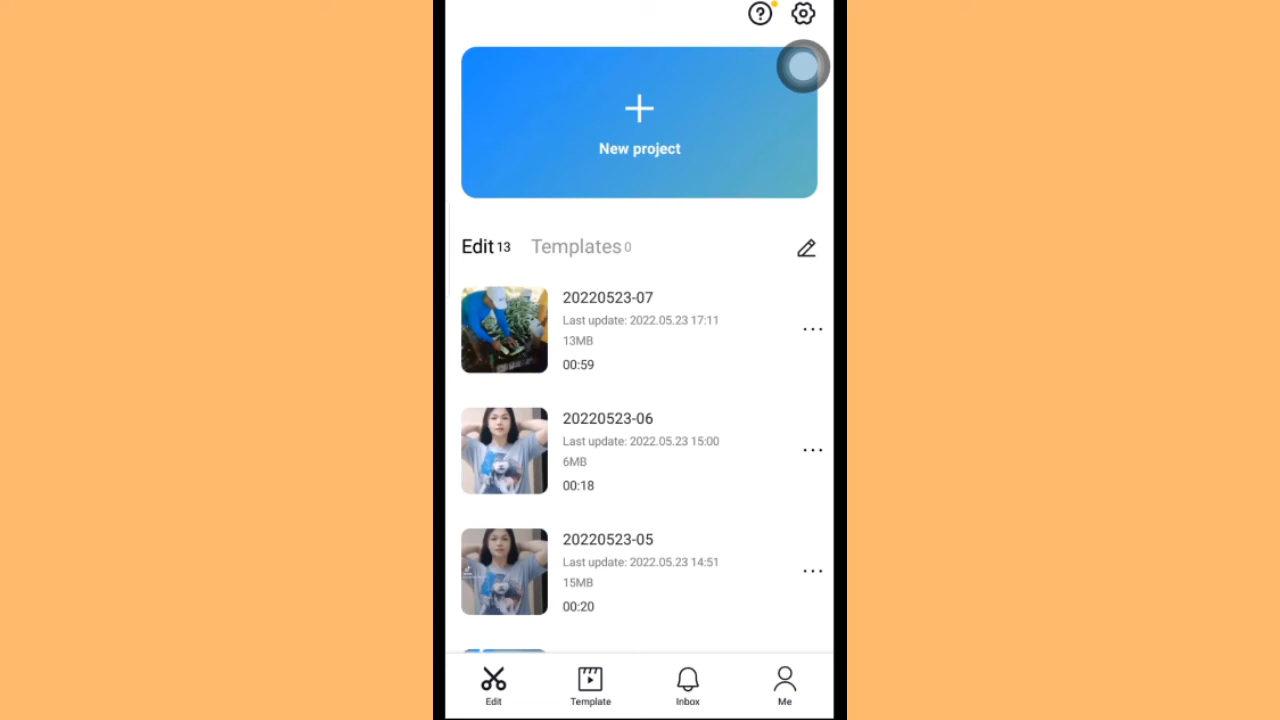 New project
Edit 13 Templates 0
20220523-07
Last update: 2022.05.23 17:11
13MB
00:59
20220523-06
Last update: 2022.05.23 15:00
6MB
00:18
20220523-05
Last update: 2022.05.23 14:51
15MB
00:20
Edit Template Inbox Me